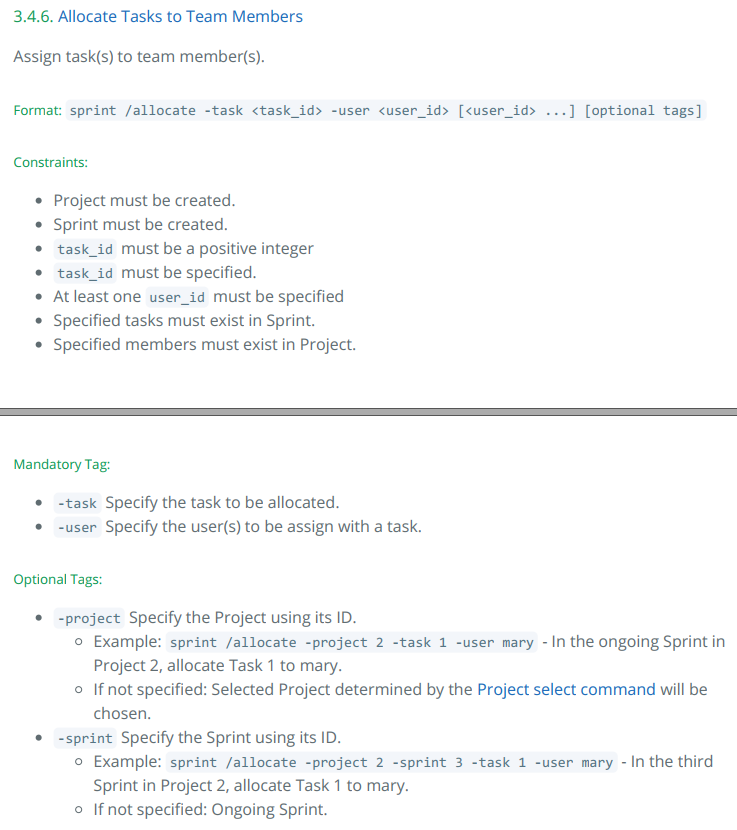 3.4.6. Allocate Tasks to Team Members
Assign task(s) to team member(s).
Format: sprint /allocate -task <task_id> -user <user_id> [<user_id> ...] [optional tags]
Constraints:
• Project must be created.
• Sprint must be created.
• task_id must be a positive integer
• task_id must be specified.
• At least one user_id must be specified
• Specified tasks must exist in Sprint.
• Specified members must exist in Project.
Mandatory Tag:
• -task Specify the task to be allocated.
• -user Specify the user(s) to be assign with a task.
Optional Tags:
• -project Specify the Project using its ID.
◦ Example: sprint /allocate -project 2 -task 1 -user mary - In the ongoing Sprint in
Project 2, allocate Task 1 to mary.
◦ If not specified: Selected Project determined by the Project select command will be
chosen.
• -sprint Specify the Sprint using its ID.
◦ Example: sprint /allocate -project 2 -sprint 3 -task 1 -user mary - In the third
Sprint in Project 2, allocate Task 1 to mary.
◦ If not specified: Ongoing Sprint.